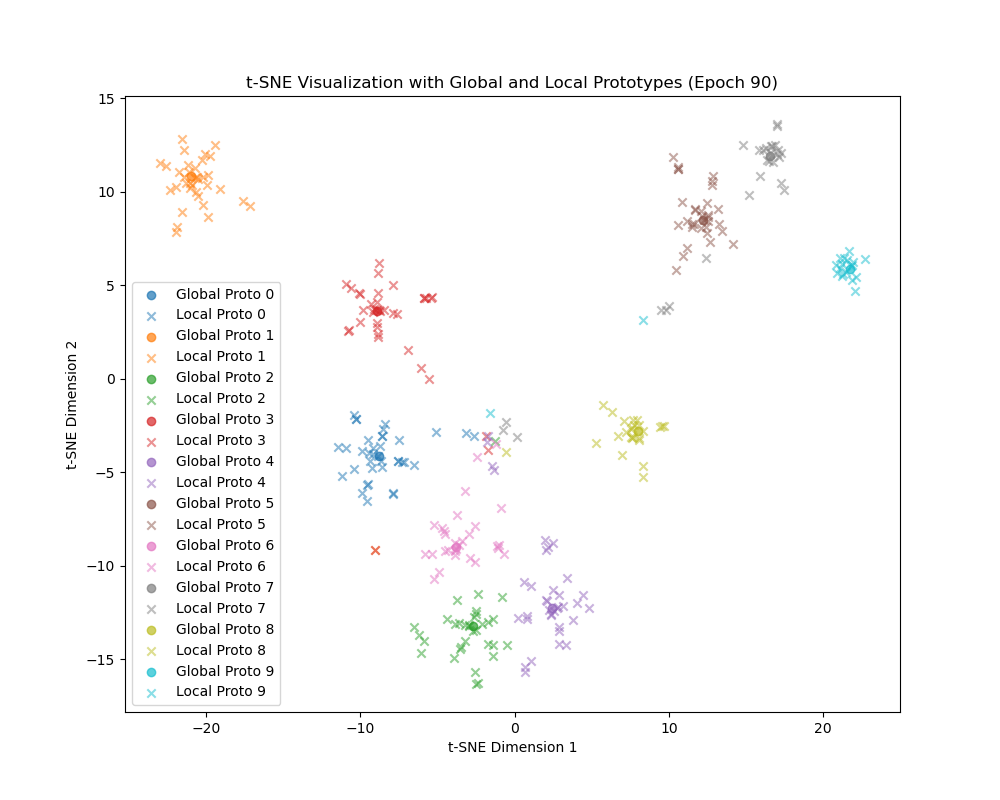 t-SNE Visualization with Global and Local Prototypes (Epoch 90)
15
10
5
0
−5
−10
−15
t-SNE Dimension 2
Global Proto 0
Local Proto 0
Global Proto 1
Local Proto 1
Global Proto 2
Local Proto 2
Global Proto 3
Local Proto 3
Global Proto 4
Local Proto 4
Global Proto 5
Local Proto 5
Global Proto 6
Local Proto 6
Global Proto 7
Local Proto 7
Global Proto 8
Local Proto 8
Global Proto 9
Local Proto 9
−20 −10 0 10 20
t-SNE Dimension 1